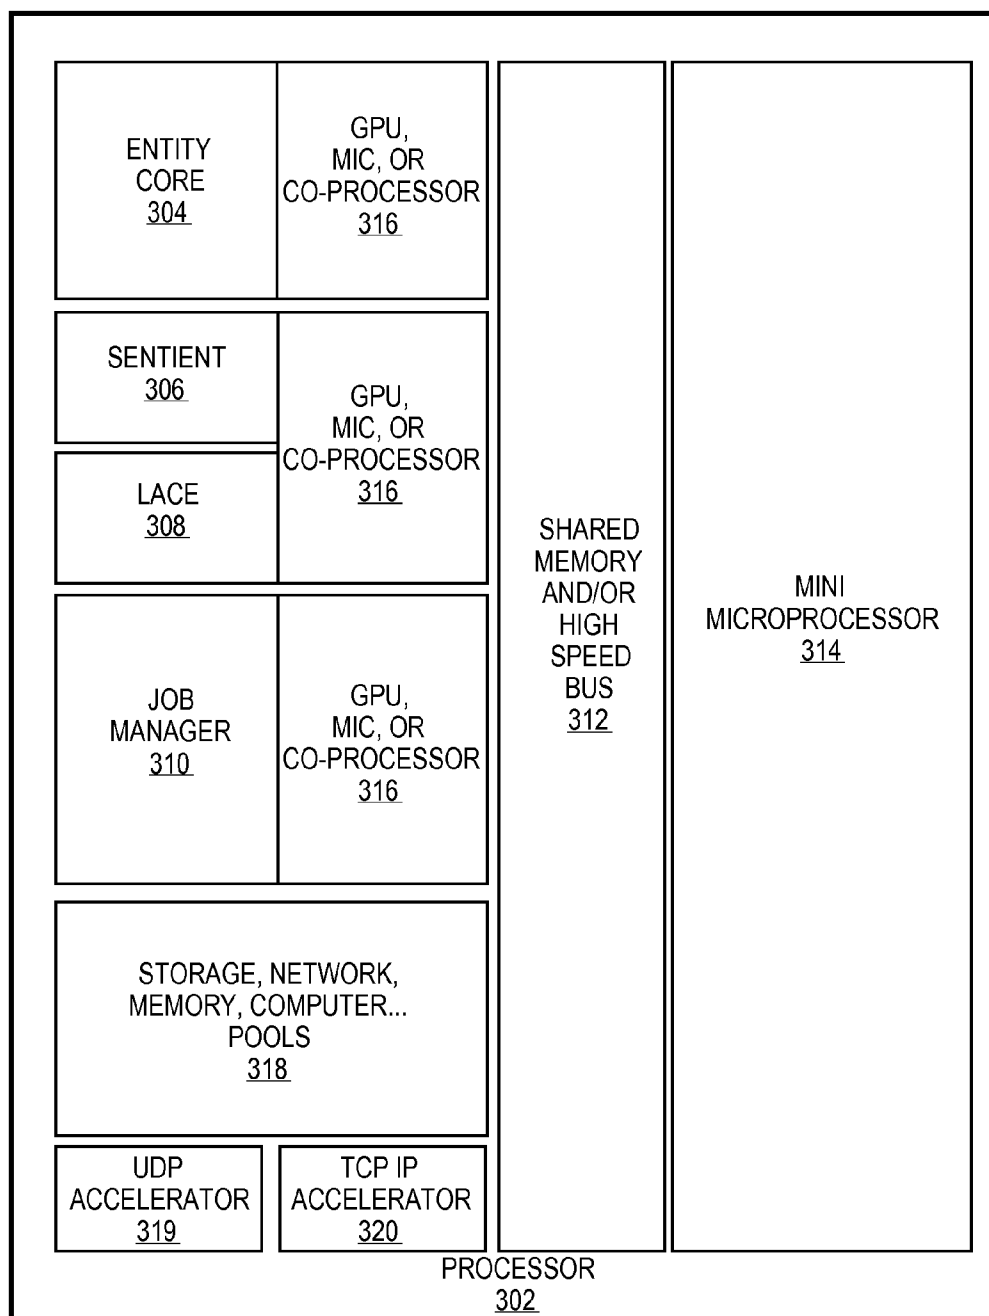 ENTITY
CORE
304
GPU,
MIC, OR
CO-PROCESSOR
316
SENTIENT
306
GPU,
MIC, OR
CO-PROCESSOR
316
LACE
308
JOB
MANAGER
310
GPU,
MIC, OR
CO-PROCESSOR
316
STORAGE, NETWORK,
MEMORY, COMPUTER...
POOLS
318
UDP
ACCELERATOR
319
TCP IP
ACCELERATOR
320
SHARED
MEMORY
AND/OR
HIGH
SPEED
BUS
312
MINI
MICROPROCESSOR
314
PROCESSOR
302